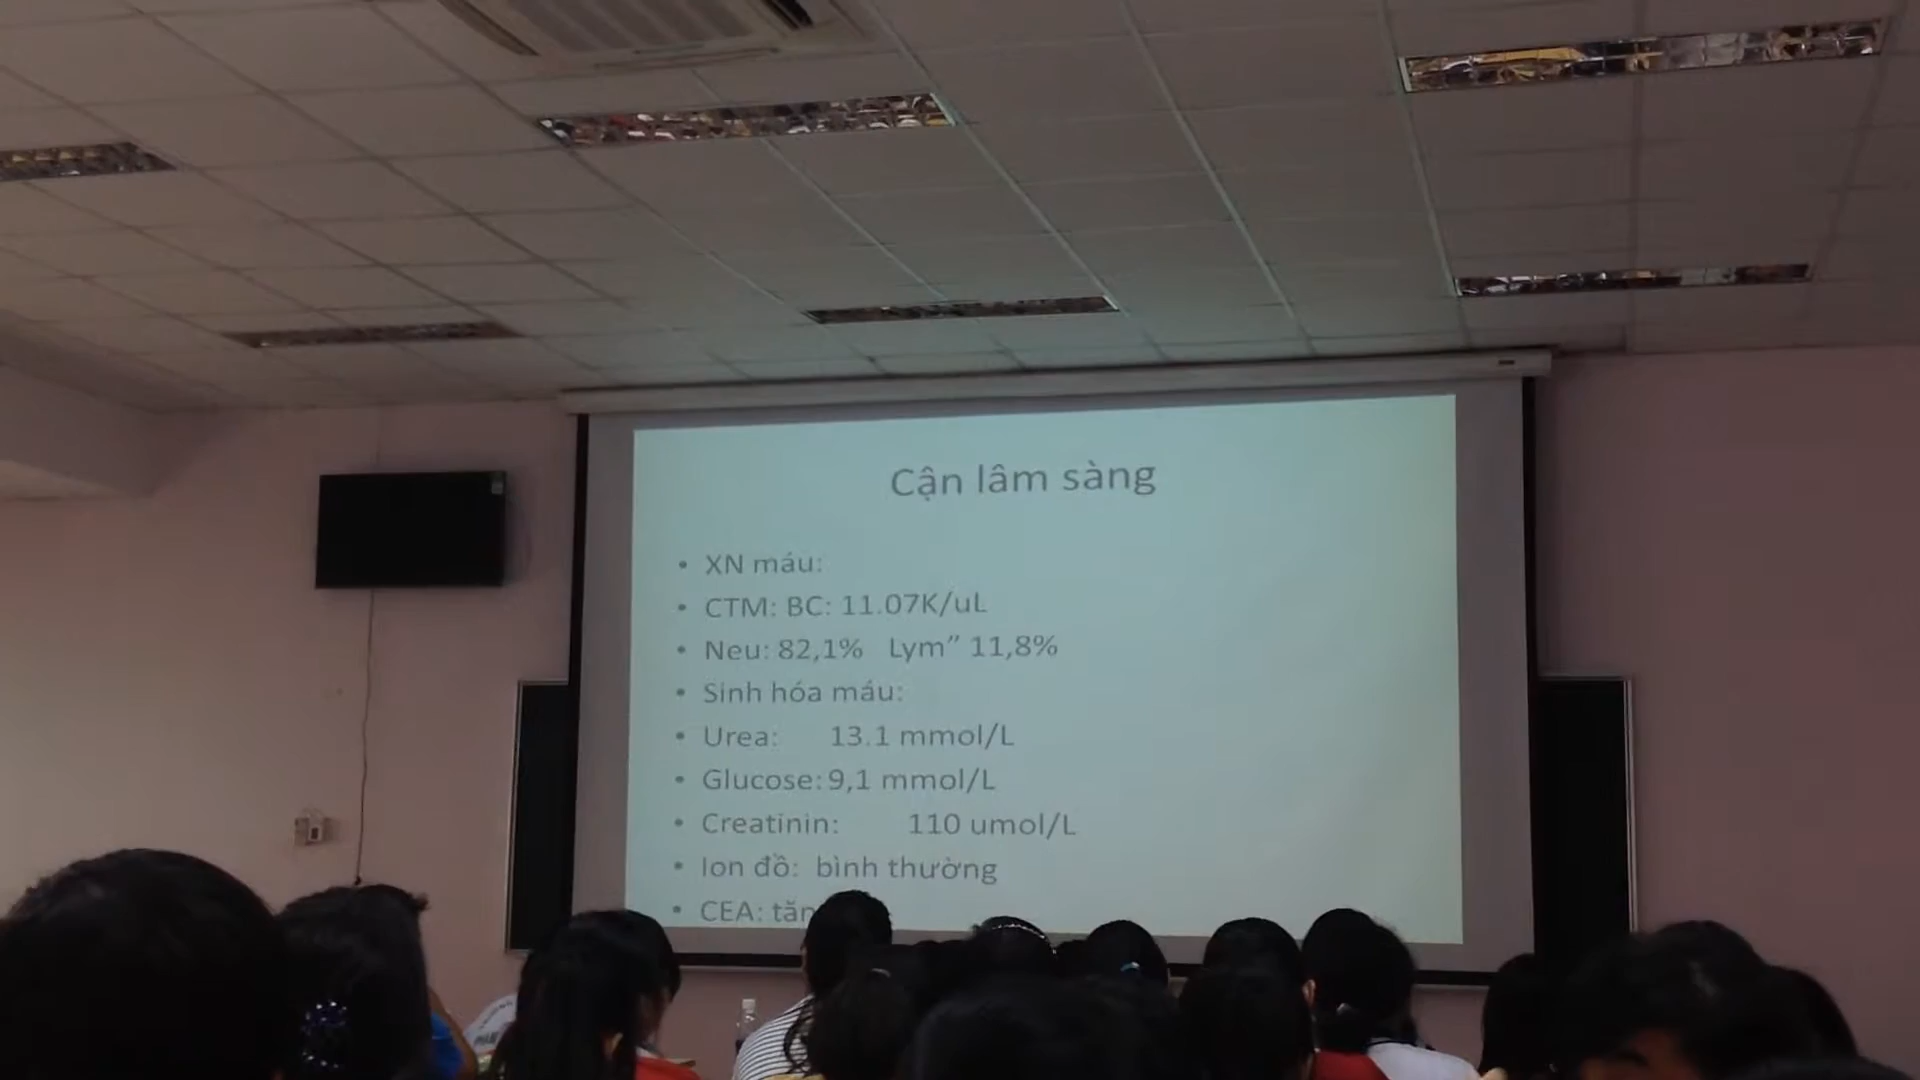 Cận lâm sàng
• XN máu:
• CTM: BC: 11.07K/uL
• Neu: 82,1% Lym” 11,8%
• Sinh hóa máu:
• Urea: 13.1 mmol/L
• Glucose: 9,1 mmol/L
• Creatinin: 110 umol/L
• Ion đồ: bình thường
• CEA: